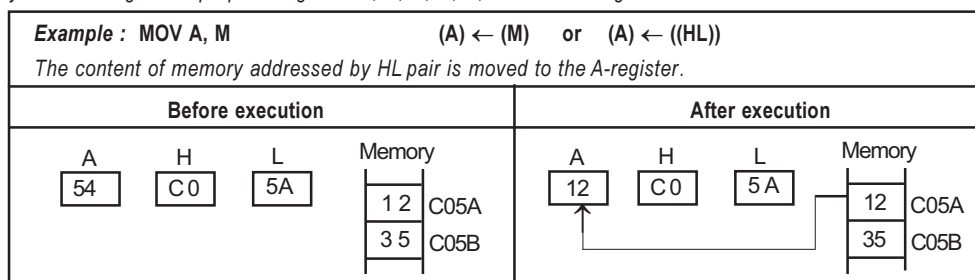 Example : MOV A, M (A) ← (M) or (A) ← ((HL))
The content of memory addressed by HL pair is moved to the A-register.
Before execution After execution
A H L Memory A H L Memory
54 C0 5A 12 C0 5A
12 C05A 12 C05A
35 C05B 35 C05B